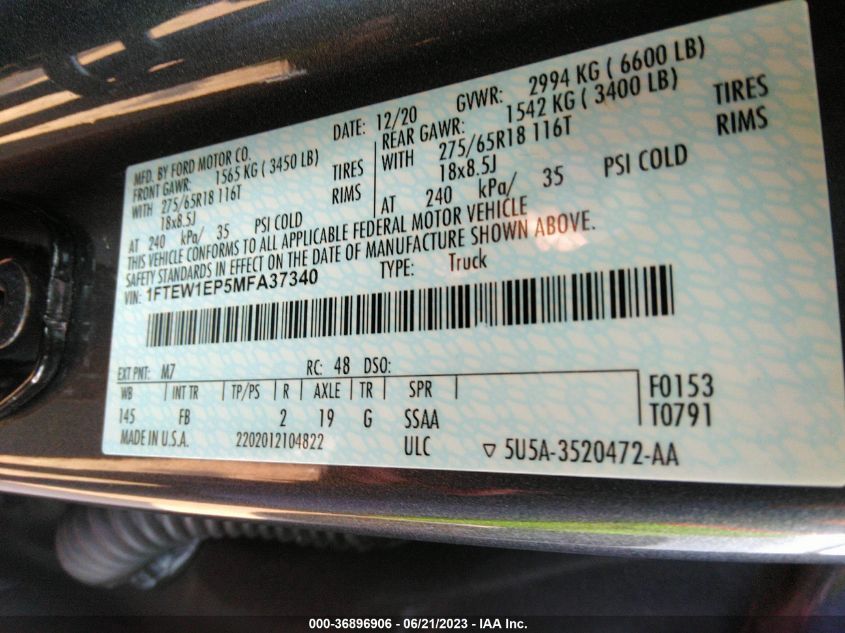 MFD. BY FORD MOTOR CO.
DATE: 12/20 GVWR: 2994 KG ( 6600 LB)
FRONT GAWR: 1565 KG ( 3450 LB)
REAR GAWR: 1542 KG ( 3400 LB)
WITH 275/65R18 116T TIRES
WITH 275/65R18 116T TIRES
18x8.5J RIMS
18x8.5J RIMS
AT 240 kPa/ 35 PSI COLD
AT 240 kPa/ 35 PSI COLD
THIS VEHICLE CONFORMS TO ALL APPLICABLE FEDERAL MOTOR VEHICLE
SAFETY STANDARDS IN EFFECT ON THE DATE OF MANUFACTURE SHOWN ABOVE.
VIN: 1FTEW1EP5MFA37340 TYPE: Truck
EXT PNT: M7 RC: 48 DSO:
WB INT TR TP/PS R AXLE TR SPR F0153
145 FB 2 19 G SSAA T0791
MADE IN U.S.A. 2202012104822 ULC ▽ 5U5A-3520472-AA
000-36896906 - 06/21/2023 - IAA Inc.